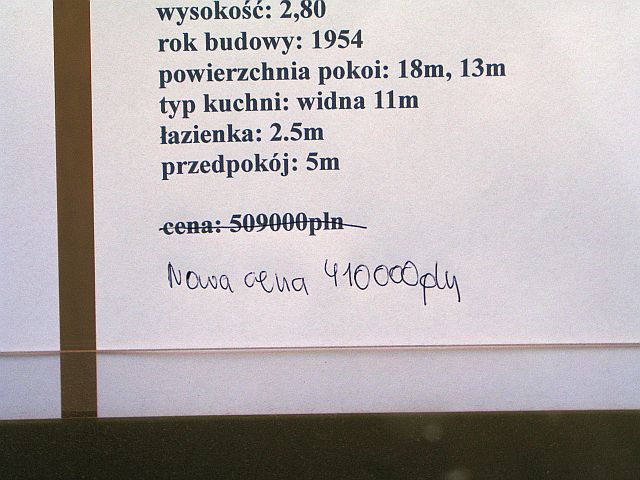 wysokość: 2,80
rok budowy: 1954
powierzchnia pokoi: 18m, 13m
typ kuchni: widna 11m
łazienka: 2.5m
przedpokój: 5m
cena: 509000pln
Nowa cena 410000pln